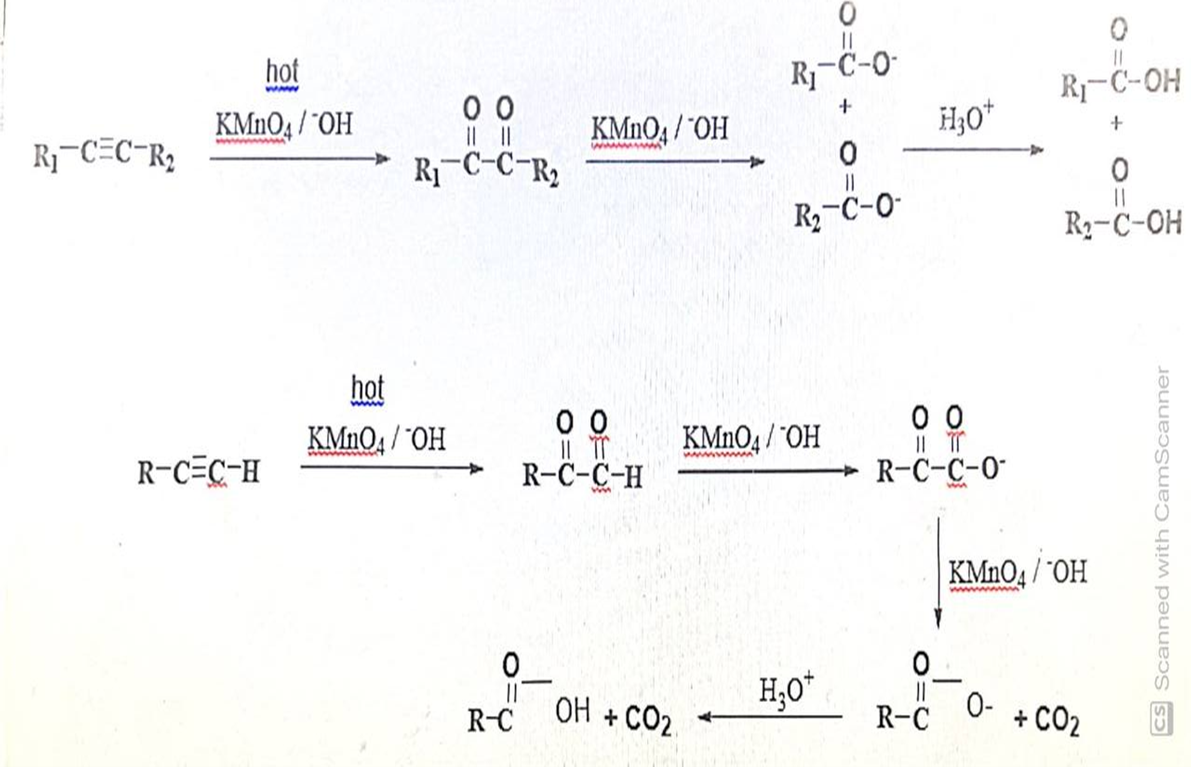 hot
KMnO₄ / ⁻OH
R₁-C≡C-R₂
O O
R₁-C-C-R₂
KMnO₄ / ⁻OH
O
R₁-C-O⁻
+
O
R₂-C-O⁻
H₃O⁺
O
R₁-C-OH
+
O
R₂-C-OH
hot
KMnO₄ / ⁻OH
R-C≡C-H
O O
R-C-C-H
KMnO₄ / ⁻OH
O O
R-C-C-O⁻
KMnO₄ / ⁻OH
O
R-C O- + CO₂
H₃O⁺
O
R-C OH + CO₂
CS Scanned with CamScanner